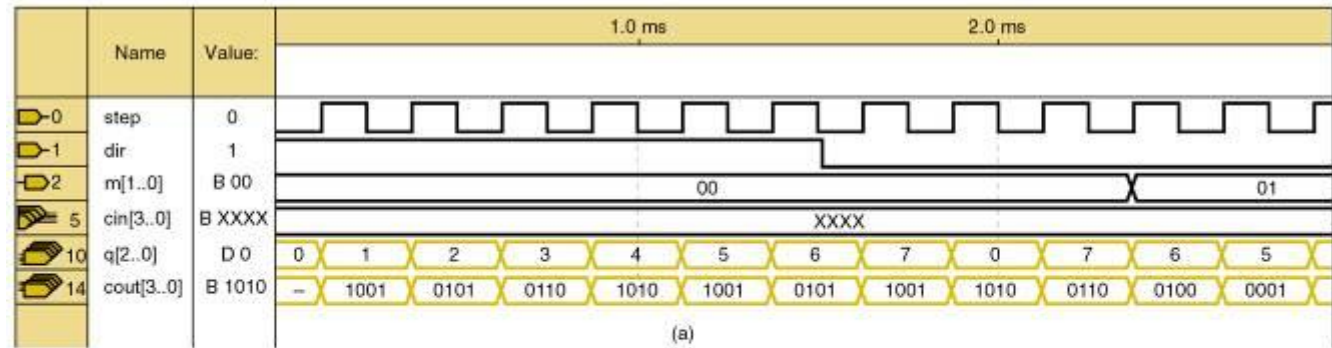 1.0 ms 2.0 ms
Name Value:
0 step 0
1 dir 1
2 m[1..0] B 00 00 01
5 cin[3..0] B XXXX XXXX
10 q[2..0] D 0 0 1 2 3 4 5 6 7 0 7 6 5
14 cout[3..0] B 1010 – 1001 0101 0110 1010 1001 0101 1001 1010 0110 0100 0001
(a)